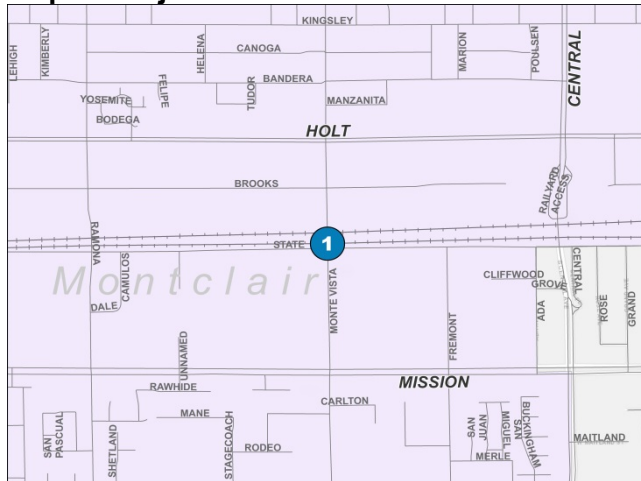 KINGSLEY
LEHIGH
KIMBERLY
HELENA
CANOGA
MARION
POULSEN
CENTRAL
BANDERA
FELIPE
TUDOR
YOSEMITE
BODEGA
MANZANITA
HOLT
BROOKS
RAILYARD
ACCESS
RAMONA
STATE
1
Montclair
CAMULOS
DALE
MONTE VISTA
CLIFFWOOD
GROVE
CENTRAL
ADA
ROSE
GRAND
FREMONT
UNNAMED
MISSION
RAWHIDE
MANE
CARLTON
SAN
PASCUAL
SHETLAND
STAGECOACH
RODEO
SAN
JUAN
MIGUEL
SAN
BUCKINGHAM
MERLE
MAITLAND